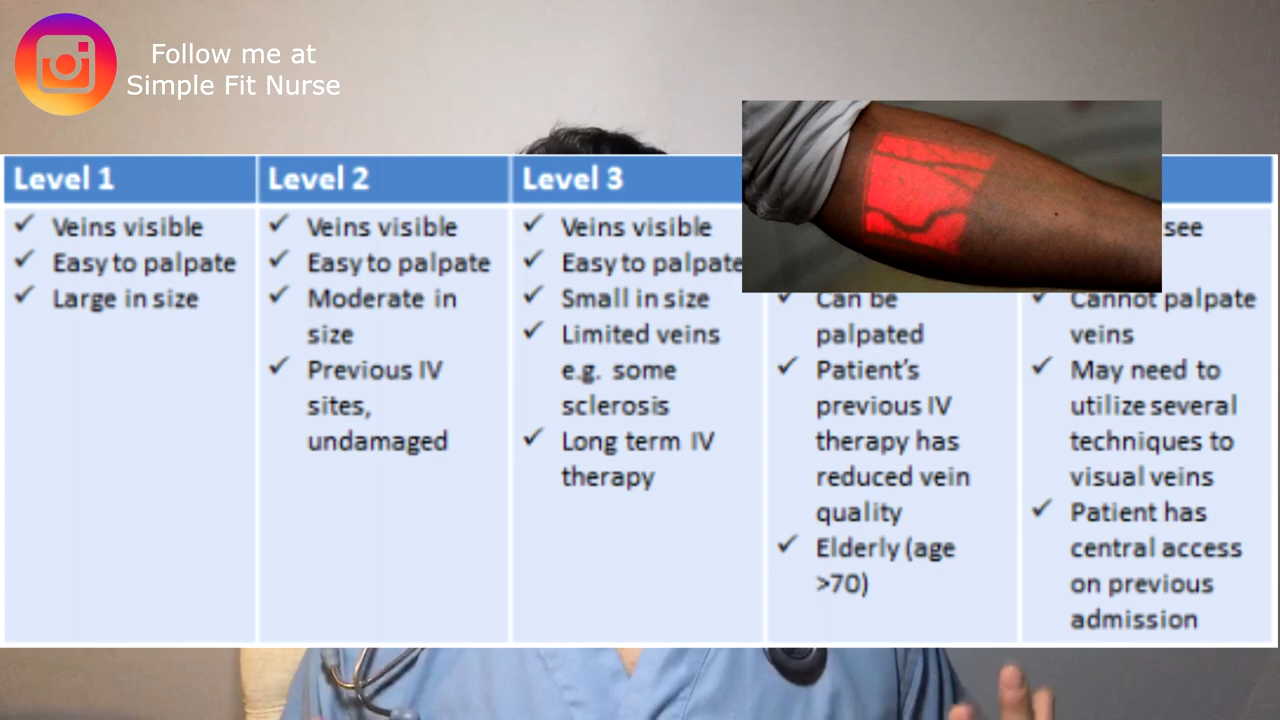 Follow me at
Simple Fit Nurse
Level 1
Veins visible
Easy to palpate
Large in size
Level 2
Veins visible
Easy to palpate
Moderate in
size
Previous IV
sites,
undamaged
Level 3
Veins visible
Easy to palpate
Small in size
Limited veins
e.g. some
sclerosis
Long term IV
therapy
Can be
palpated
Patient's
previous IV
therapy has
reduced vein
quality
Elderly (age
>70)
see
Cannot palpate
veins
May need to
utilize several
techniques to
visual veins
Patient has
central access
on previous
admission